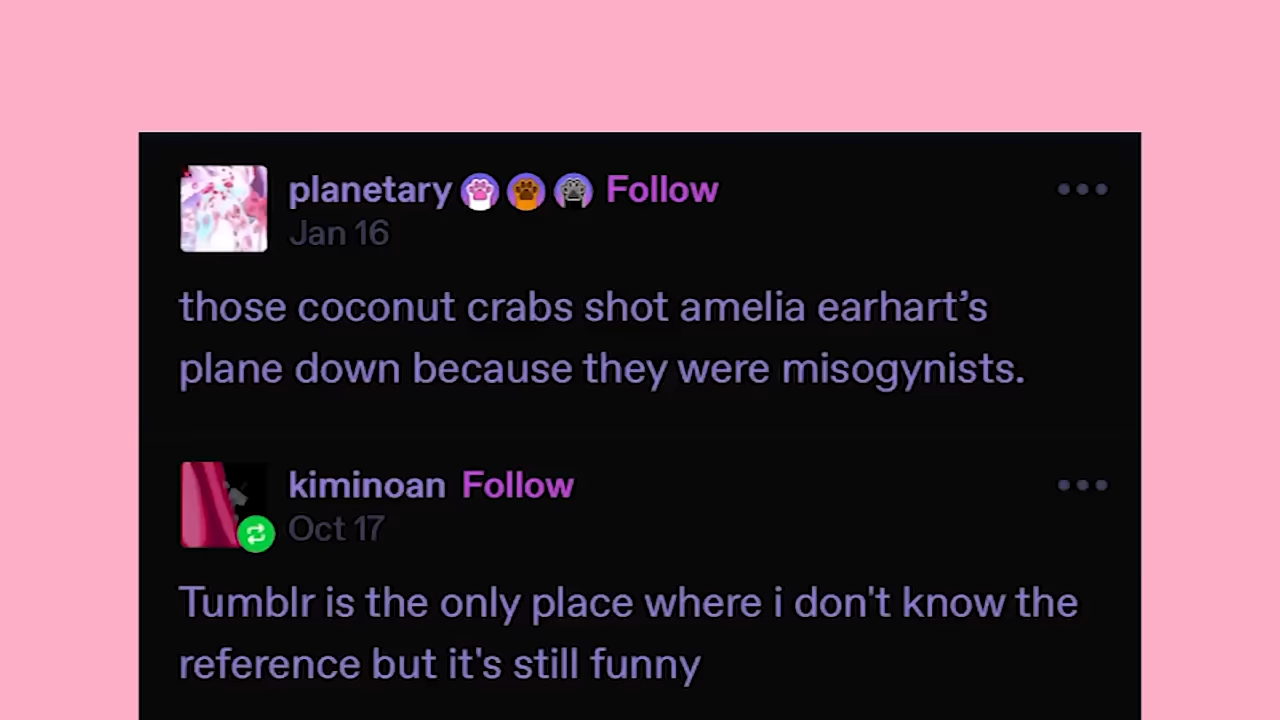 planetary Follow
Jan 16
those coconut crabs shot amelia earhart’s
plane down because they were misogynists.
kiminoan Follow
Oct 17
Tumblr is the only place where i don't know the
reference but it's still funny